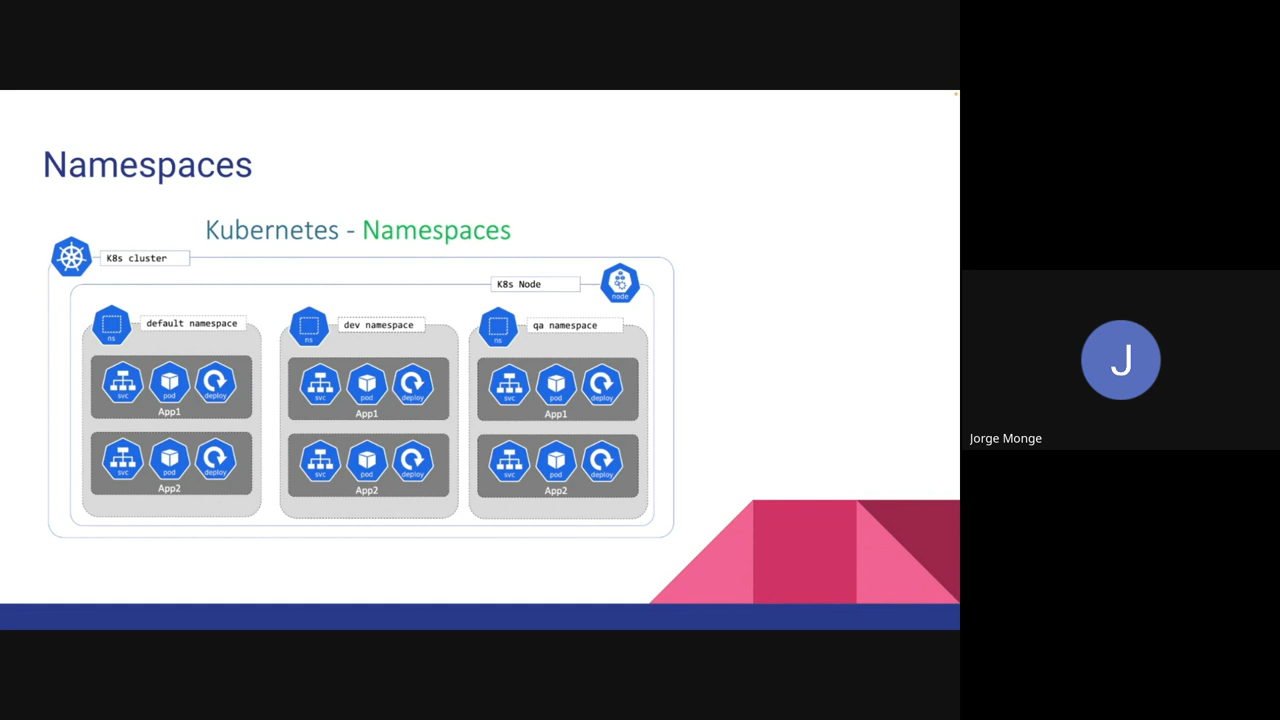 Namespaces
Kubernetes - Namespaces
K8s cluster
K8s Node
node
default namespace
dev namespace
qa namespace
ns
ns
ns
svc pod deploy
App1
svc pod deploy
App1
svc pod deploy
App1
svc pod deploy
App2
svc pod deploy
App2
svc pod deploy
App2
J
Jorge Monge